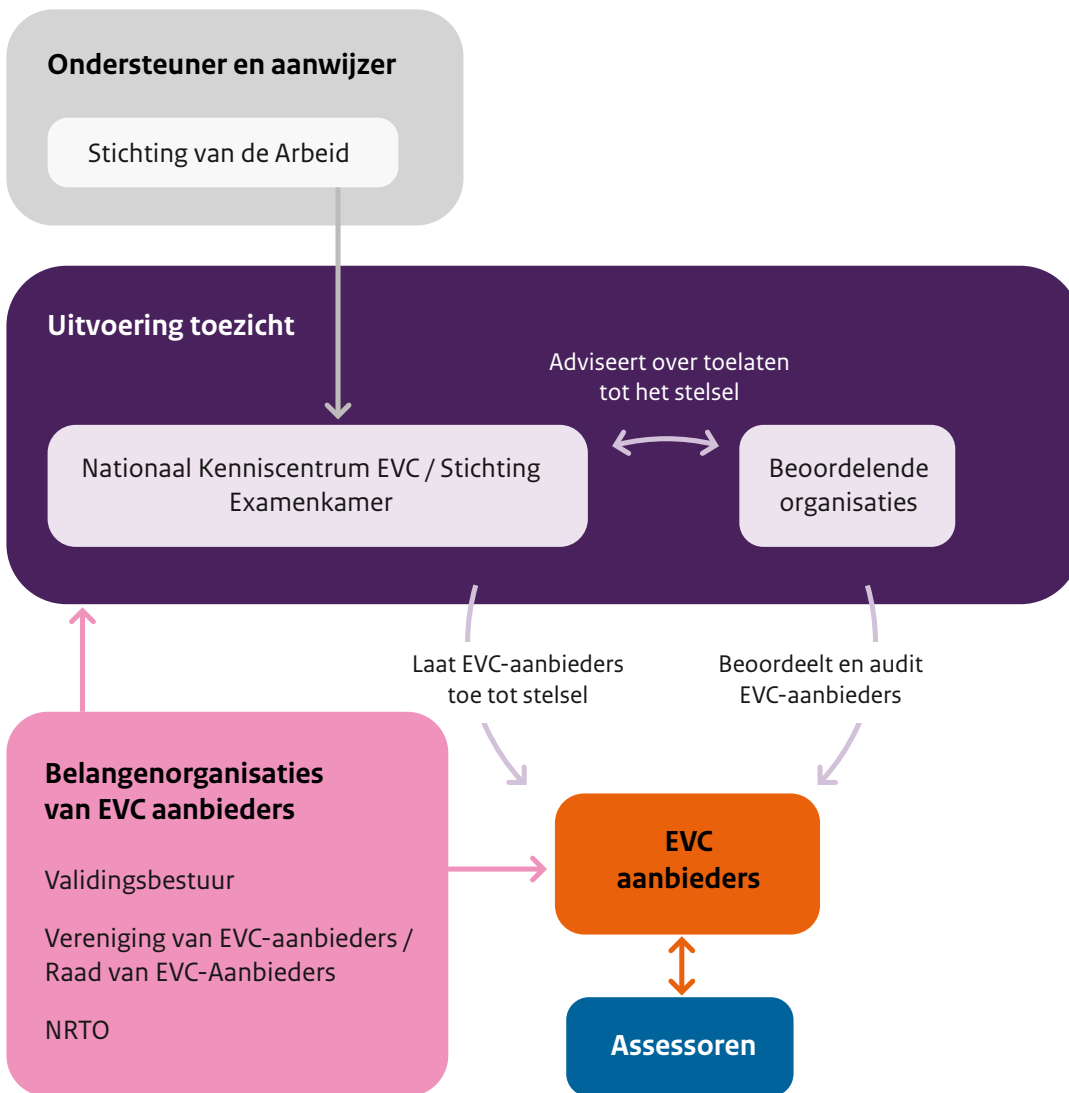 Ondersteuner en aanwijzer
Stichting van de Arbeid
Uitvoering toezicht
Adviseert over toelaten
tot het stelsel
Nationaal Kenniscentrum EVC / Stichting
Examenkamer
Beoordelende
organisaties
Laat EVC-aanbieders
toe tot stelsel
Beoordeelt en audit
EVC-aanbieders
Belangenorganisaties
van EVC aanbieders
Validingsbestuur
Vereniging van EVC-aanbieders /
Raad van EVC-Aanbieders
NRTO
EVC
aanbieders
Assessoren